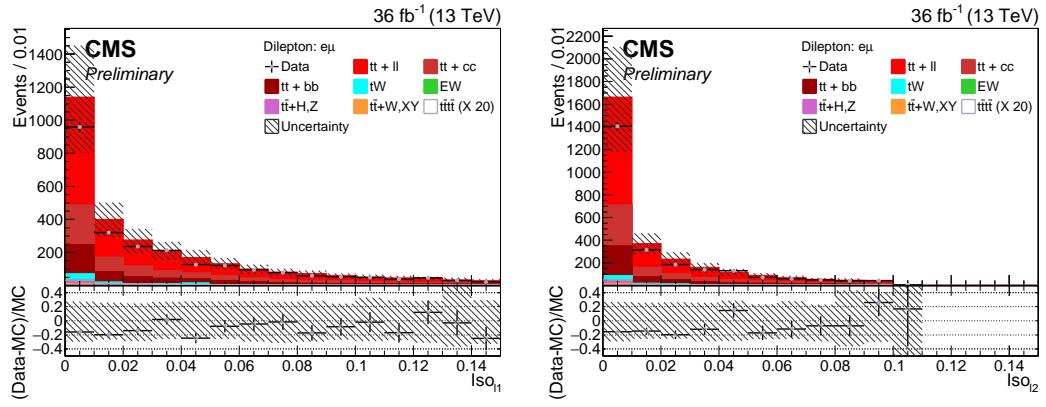 36 fb⁻¹ (13 TeV)
CMS
Preliminary
Dilepton: eμ
Data
tt + ll
tt + cc
tt + bb
tW
EW
tt̄+H,Z
tt̄+W,XY
tt̄tt̄ (X 20)
Uncertainty
Events / 0.01
1400
1200
1000
800
600
400
200
(Data-MC)/MC
0.4
0.2
0
−0.2
−0.4
0 0.02 0.04 0.06 0.08 0.1 0.12 0.14
Iso_l1
36 fb⁻¹ (13 TeV)
CMS
Preliminary
Dilepton: eμ
Data
tt + ll
tt + cc
tt + bb
tW
EW
tt̄+H,Z
tt̄+W,XY
tt̄tt̄ (X 20)
Uncertainty
Events / 0.01
2200
2000
1800
1600
1400
1200
1000
800
600
400
200
(Data-MC)/MC
0.4
0.2
0
−0.2
−0.4
0 0.02 0.04 0.06 0.08 0.1 0.12 0.14
Iso_l2